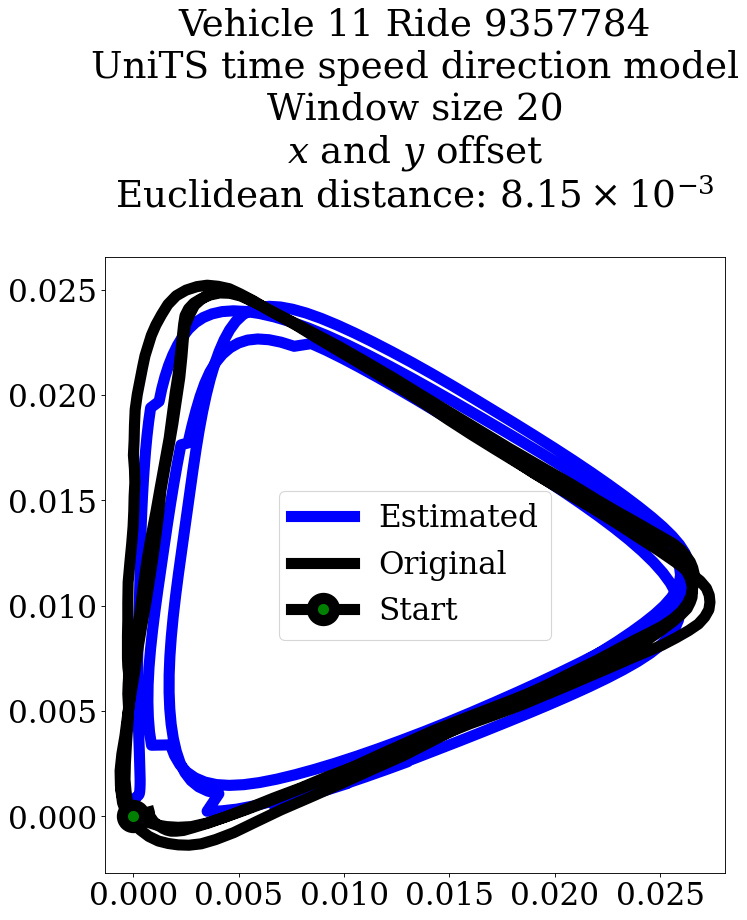 Vehicle 11 Ride 9357784
UniTS time speed direction model
Window size 20
x and y offset
Euclidean distance: 8.15 × 10⁻³
0.025
0.020
0.015
0.010
0.005
0.000
Estimated
Original
Start
0.000 0.005 0.010 0.015 0.020 0.025